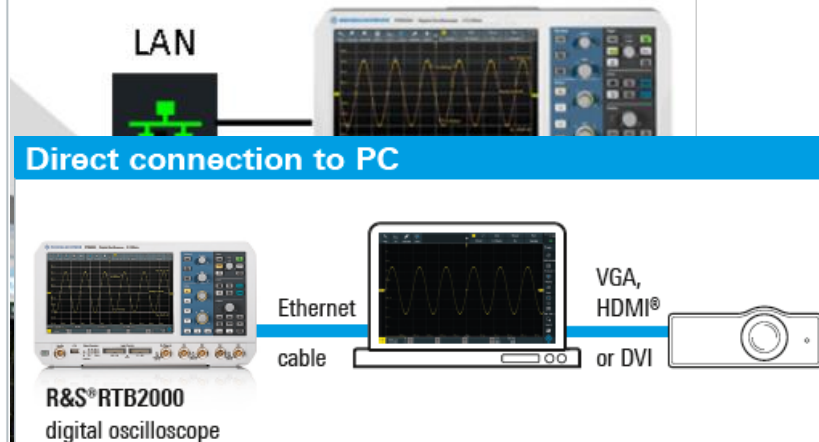 LAN
Direct connection to PC
Ethernet
cable
VGA,
HDMI®
or DVI
R&S®RTB2000
digital oscilloscope